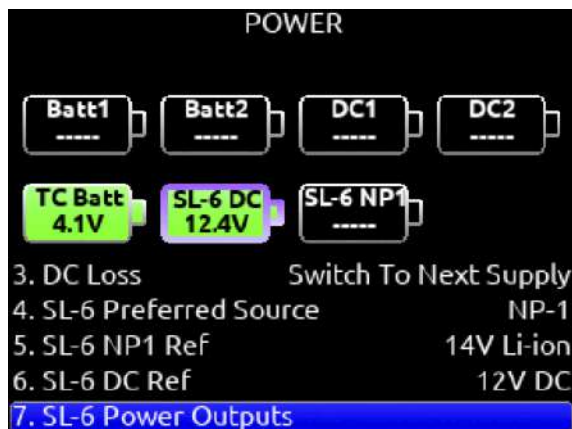 POWER
Batt1 Batt2 DC1 DC2
----- ----- ----- -----
TC Batt SL-6 DC SL-6 NP1
4.1V 12.4V -----
3. DC Loss Switch To Next Supply
4. SL-6 Preferred Source NP-1
5. SL-6 NP1 Ref 14V Li-ion
6. SL-6 DC Ref 12V DC
7. SL-6 Power Outputs